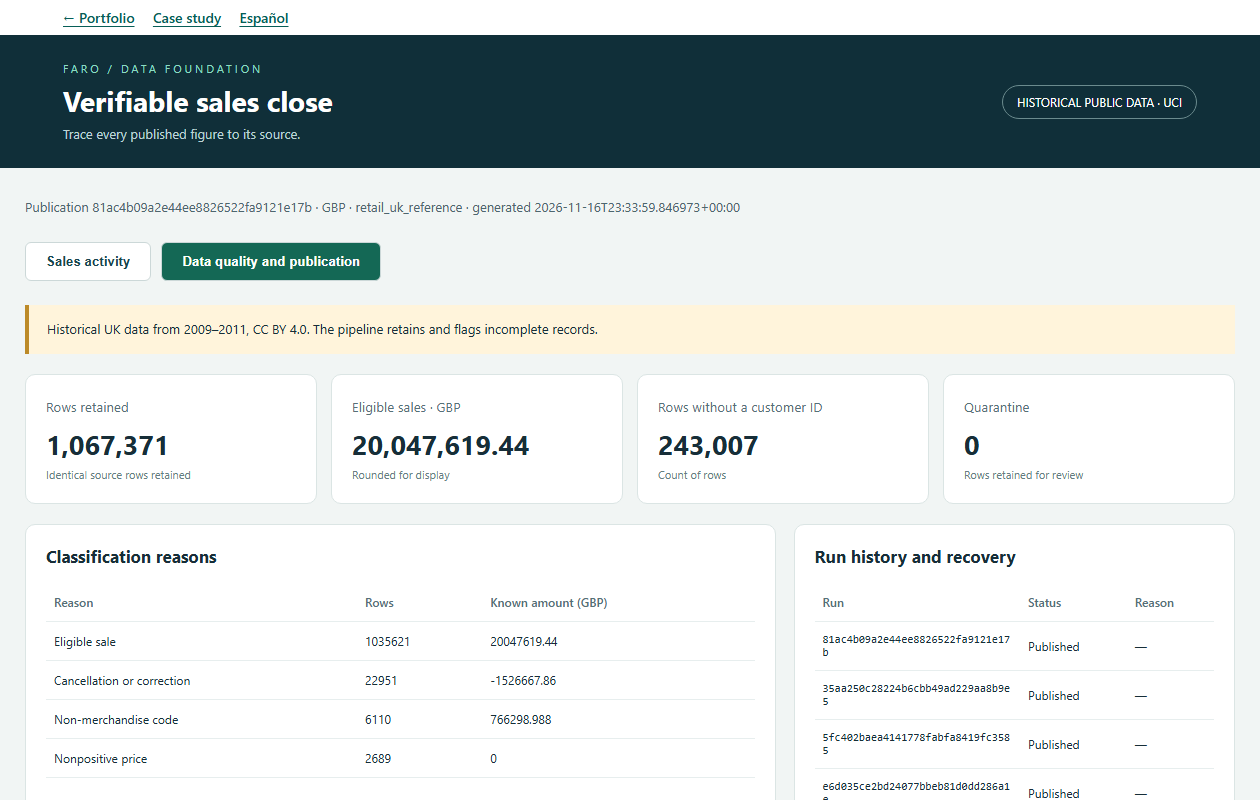 ← Portfolio Case study Español
FARO / DATA FOUNDATION
Verifiable sales close
Trace every published figure to its source.
HISTORICAL PUBLIC DATA · UCI
Publication 81ac4b09a2e44ee8826522fa9121e17b · GBP · retail_uk_reference · generated 2026-11-16T23:33:59.846973+00:00
Sales activity Data quality and publication
Historical UK data from 2009–2011, CC BY 4.0. The pipeline retains and flags incomplete records.
Rows retained
1,067,371
Identical source rows retained
Eligible sales · GBP
20,047,619.44
Rounded for display
Rows without a customer ID
243,007
Count of rows
Quarantine
0
Rows retained for review
Classification reasons
Reason Rows Known amount (GBP)
Eligible sale 1035621 20047619.44
Cancellation or correction 22951 -1526667.86
Non-merchandise code 6110 766298.988
Nonpositive price 2689 0
Run history and recovery
Run Status Reason
81ac4b09a2e44ee8826522fa9121e17
b Published —
35aa250c28224b6cbb49ad229aa8b9e
5 Published —
5fc402baea4141778fabfa8419fc358
5 Published —
e6d035ce2bd24077bbeb81d0dd286a1
Published —